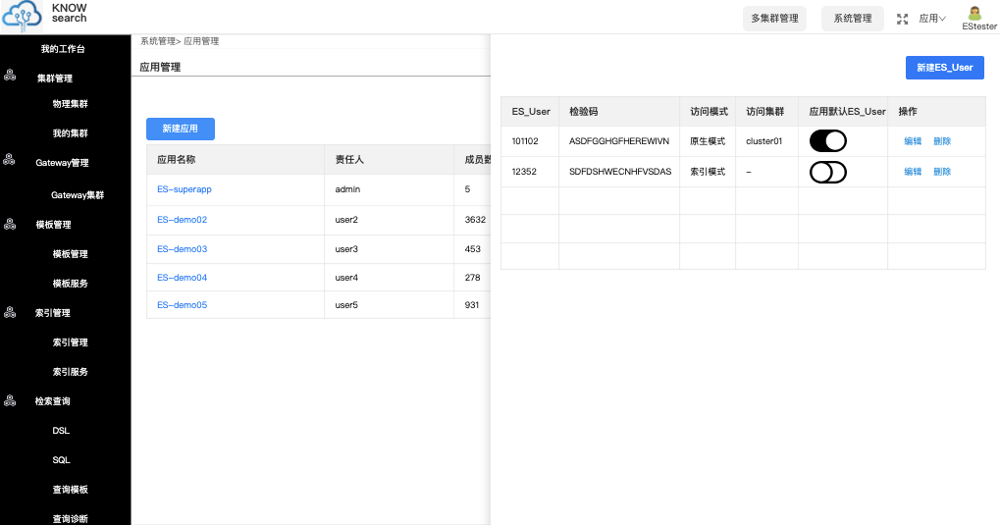 KNOW
search
多集群管理
系统管理
应用
EStester
我的工作台
集群管理
物理集群
我的集群
Gateway管理
Gateway集群
模板管理
模板管理
模板服务
索引管理
索引管理
索引服务
检索查询
DSL
SQL
查询模板
查询诊断
系统管理> 应用管理
应用管理
新建应用
应用名称 责任人 成员数
ES-superapp admin 5
ES-demo02 user2 3632
ES-demo03 user3 453
ES-demo04 user4 278
ES-demo05 user5 931
新建ES_User
ES_User 检验码 访问模式 访问集群 应用默认ES_User 操作
101102 ASDFGGHGFHEREWIVN 原生模式 cluster01 编辑 删除
12352 SDFDSHWECNHFVSDAS 索引模式 - 编辑 删除